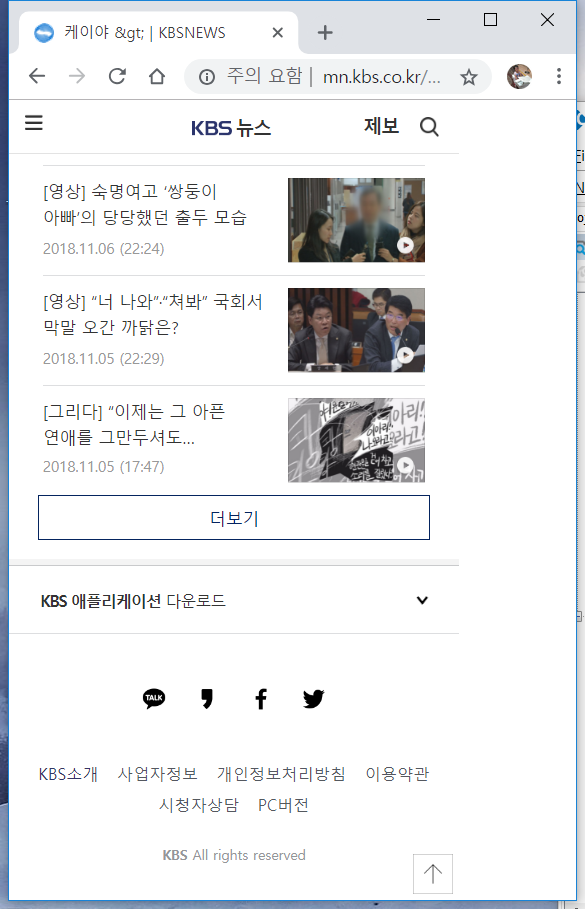 케이야 &gt; | KBSNEWS
주의 요함 | mn.kbs.co.kr/...
KBS 뉴스
제보
[영상] 숙명여고 ‘쌍둥이
아빠’의 당당했던 출두 모습
2018.11.06 (22:24)
[영상] “너 나와”·“쳐봐” 국회서
막말 오간 까닭은?
2018.11.05 (22:29)
[그리다] “이제는 그 아픈
연애를 그만두셔도...
2018.11.05 (17:47)
더보기
KBS 애플리케이션 다운로드
TALK
KBS소개 사업자정보 개인정보처리방침 이용약관
시청자상담 PC버전
KBS All rights reserved